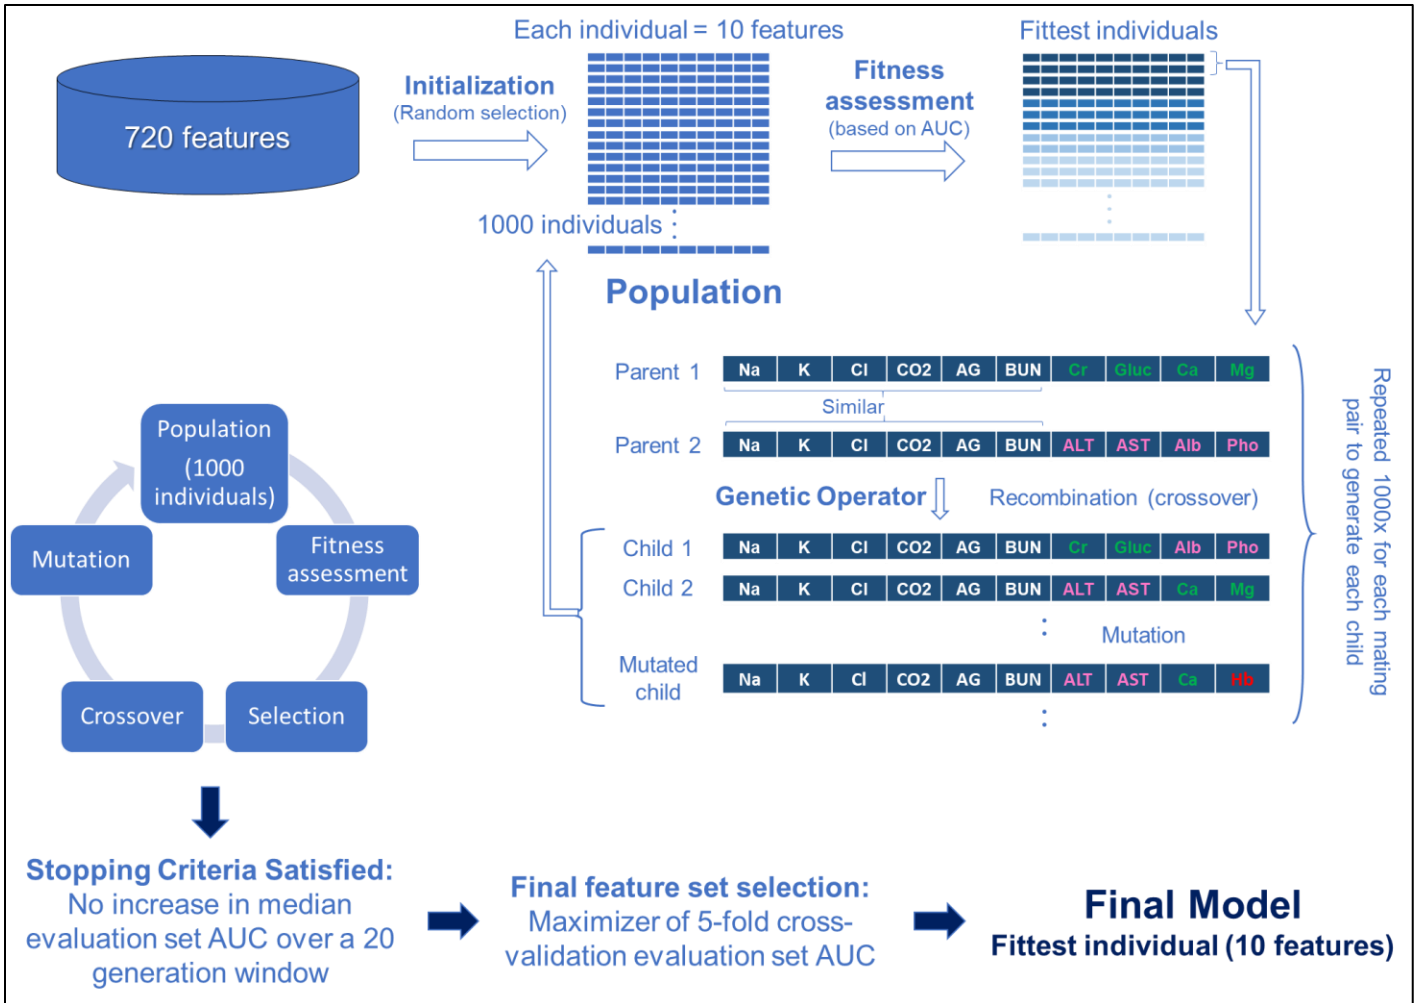 Each individual = 10 features
Fittest individuals
720 features
Initialization
(Random selection)
Fitness
assessment
(based on AUC)
1000 individuals
Population
Parent 1
Na K Cl CO2 AG BUN Cr Gluc Ca Mg
Similar
Parent 2
Na K Cl CO2 AG BUN ALT AST Alb Pho
Genetic Operator
Recombination (crossover)
Child 1
Na K Cl CO2 AG BUN Cr Gluc Alb Pho
Child 2
Na K Cl CO2 AG BUN ALT AST Ca Mg
Mutation
Mutated
child
Na K Cl CO2 AG BUN ALT AST Ca Hb
Repeated 1000x for each mating
pair to generate each child
Population
(1000
individuals)
Fitness
assessment
Selection
Crossover
Mutation
Stopping Criteria Satisfied:
No increase in median
evaluation set AUC over a 20
generation window
Final feature set selection:
Maximizer of 5-fold cross-
validation evaluation set AUC
Final Model
Fittest individual (10 features)